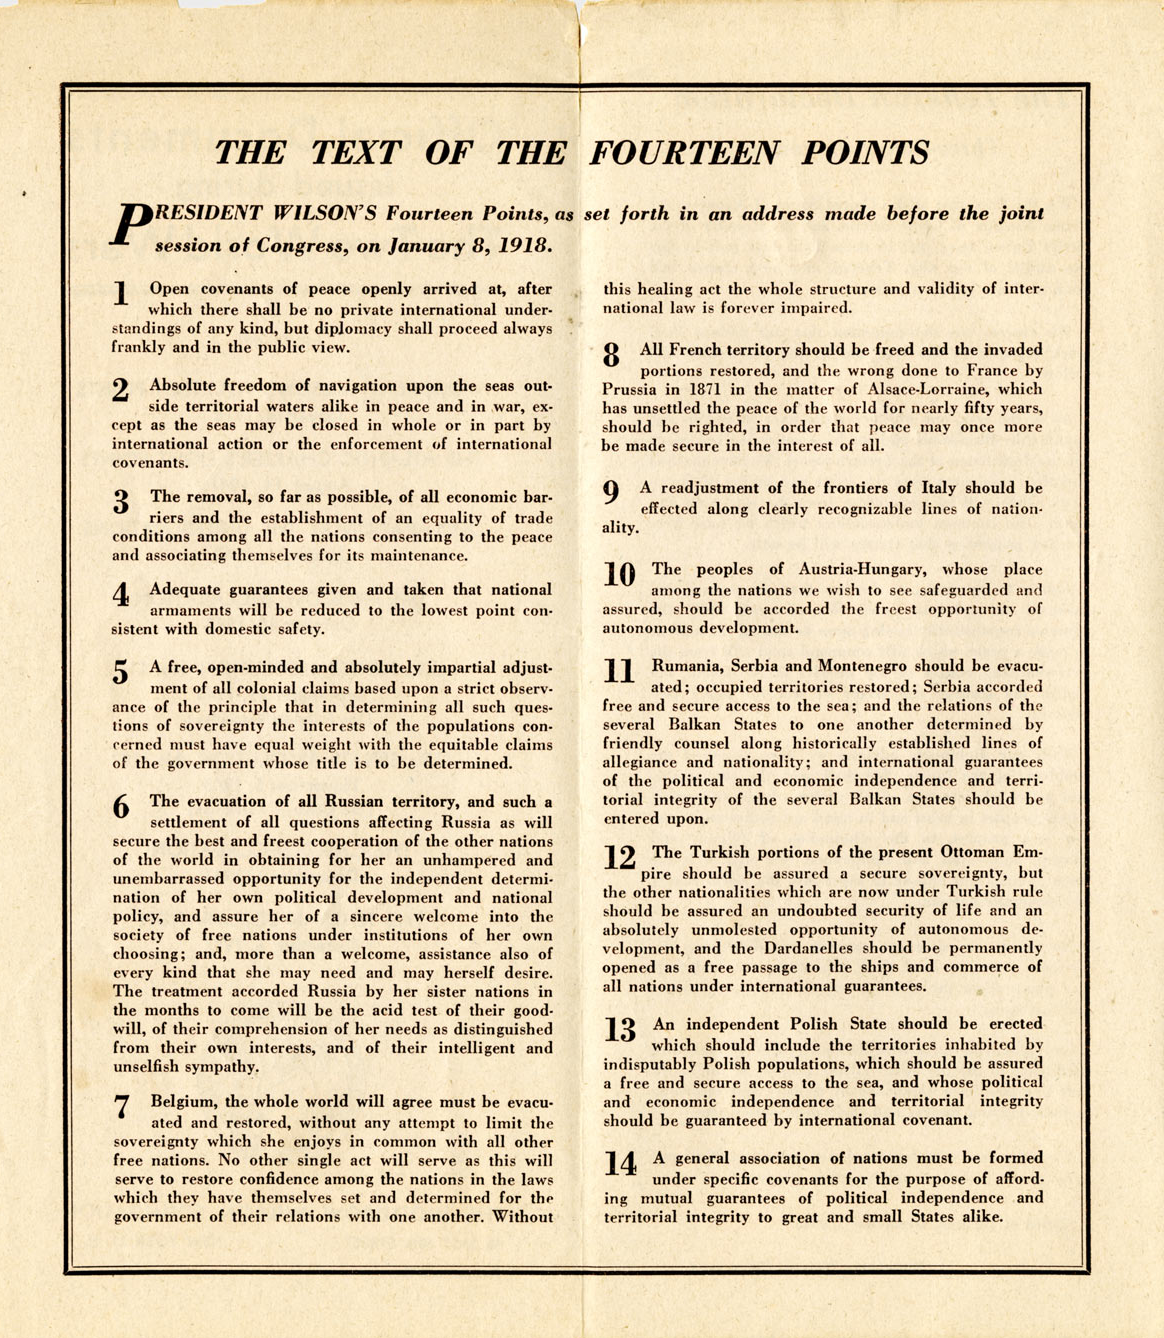 THE TEXT OF THE FOURTEEN POINTS
PRESIDENT WILSON'S Fourteen Points, as set forth in an address made before the joint
session of Congress, on January 8, 1918.
1 Open covenants of peace openly arrived at, after
which there shall be no private international under-
standings of any kind, but diplomacy shall proceed always
frankly and in the public view.
2 Absolute freedom of navigation upon the seas out-
side territorial waters alike in peace and in war, ex-
cept as the seas may be closed in whole or in part by
international action or the enforcement of international
covenants.
3 The removal, so far as possible, of all economic bar-
riers and the establishment of an equality of trade
conditions among all the nations consenting to the peace
and associating themselves for its maintenance.
4 Adequate guarantees given and taken that national
armaments will be reduced to the lowest point con-
sistent with domestic safety.
5 A free, open-minded and absolutely impartial adjust-
ment of all colonial claims based upon a strict observ-
ance of the principle that in determining all such ques-
tions of sovereignty the interests of the populations con-
cerned must have equal weight with the equitable claims
of the government whose title is to be determined.
6 The evacuation of all Russian territory, and such a
settlement of all questions affecting Russia as will
secure the best and freest cooperation of the other nations
of the world in obtaining for her an unhampered and
unembarrassed opportunity for the independent determi-
nation of her own political development and national
policy, and assure her of a sincere welcome into the
society of free nations under institutions of her own
choosing; and, more than a welcome, assistance also of
every kind that she may need and may herself desire.
The treatment accorded Russia by her sister nations in
the months to come will be the acid test of their good-
will, of their comprehension of her needs as distinguished
from their own interests, and of their intelligent and
unselfish sympathy.
7 Belgium, the whole world will agree must be evacu-
ated and restored, without any attempt to limit the
sovereignty which she enjoys in common with all other
free nations. No other single act will serve as this will
serve to restore confidence among the nations in the laws
which they have themselves set and determined for the
government of their relations with one another. Without
this healing act the whole structure and validity of inter-
national law is forever impaired.
8 All French territory should be freed and the invaded
portions restored, and the wrong done to France by
Prussia in 1871 in the matter of Alsace-Lorraine, which
has unsettled the peace of the world for nearly fifty years,
should be righted, in order that peace may once more
be made secure in the interest of all.
9 A readjustment of the frontiers of Italy should be
effected along clearly recognizable lines of nation-
ality.
10 The peoples of Austria-Hungary, whose place
among the nations we wish to see safeguarded and
assured, should be accorded the freest opportunity of
autonomous development.
11 Rumania, Serbia and Montenegro should be evacu-
ated; occupied territories restored; Serbia accorded
free and secure access to the sea; and the relations of the
several Balkan States to one another determined by
friendly counsel along historically established lines of
allegiance and nationality; and international guarantees
of the political and economic independence and terri-
torial integrity of the several Balkan States should be
entered upon.
12 The Turkish portions of the present Ottoman Em-
pire should be assured a secure sovereignty, but
the other nationalities which are now under Turkish rule
should be assured an undoubted security of life and an
absolutely unmolested opportunity of autonomous de-
velopment, and the Dardanelles should be permanently
opened as a free passage to the ships and commerce of
all nations under international guarantees.
13 An independent Polish State should be erected
which should include the territories inhabited by
indisputably Polish populations, which should be assured
a free and secure access to the sea, and whose political
and economic independence and territorial integrity
should be guaranteed by international covenant.
14 A general association of nations must be formed
under specific covenants for the purpose of afford-
ing mutual guarantees of political independence and
territorial integrity to great and small States alike.